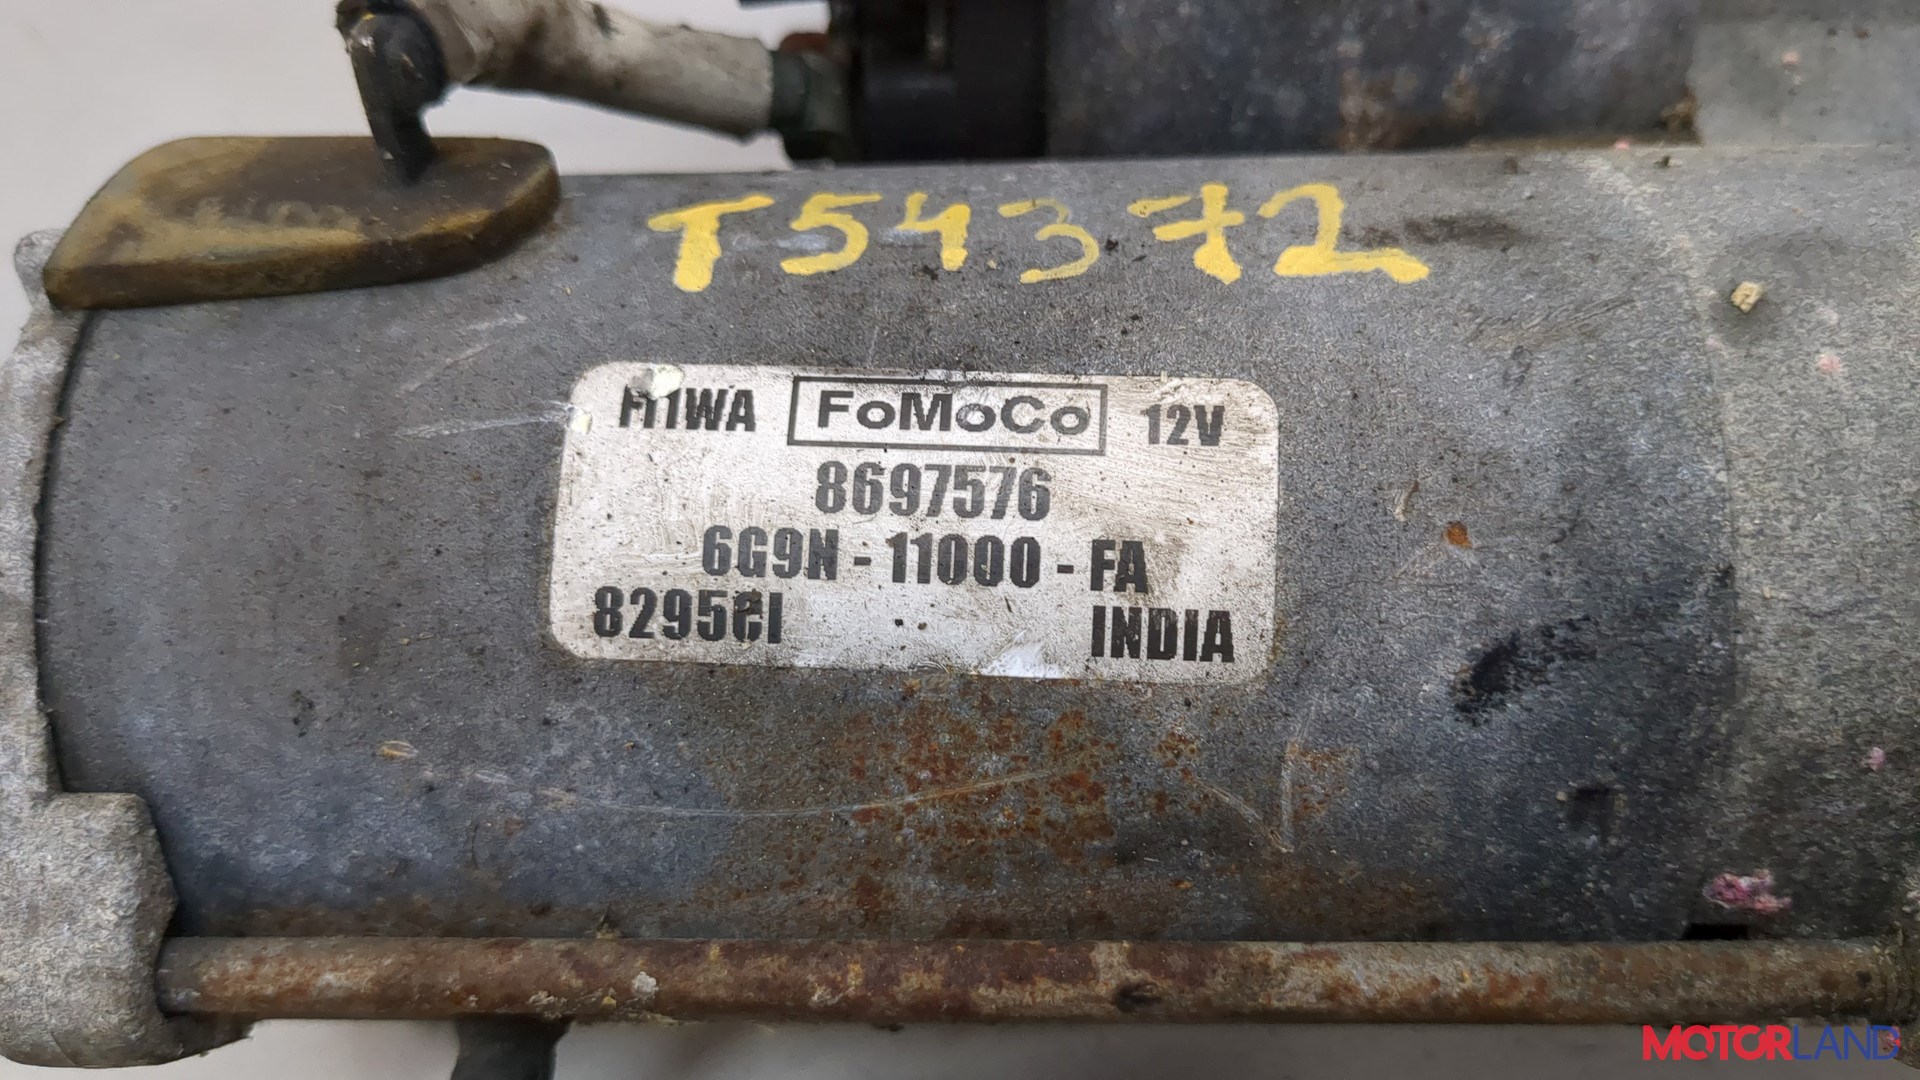 T54372
FoMoCo 12V
8697576
6G9N - 11000 - FA
INDIA
MOTORLAND